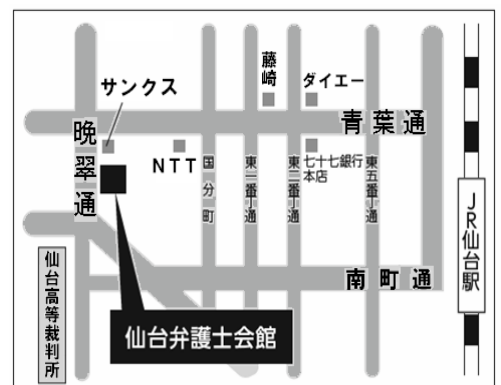 藤崎
ダイエー
サンクス
青葉通
晩翠通
NTT
国分町
東一番丁通
東二番丁通
七十七銀行
本店
東五番丁通
JR仙台駅
南町通
仙台高等裁判所
仙台弁護士会館